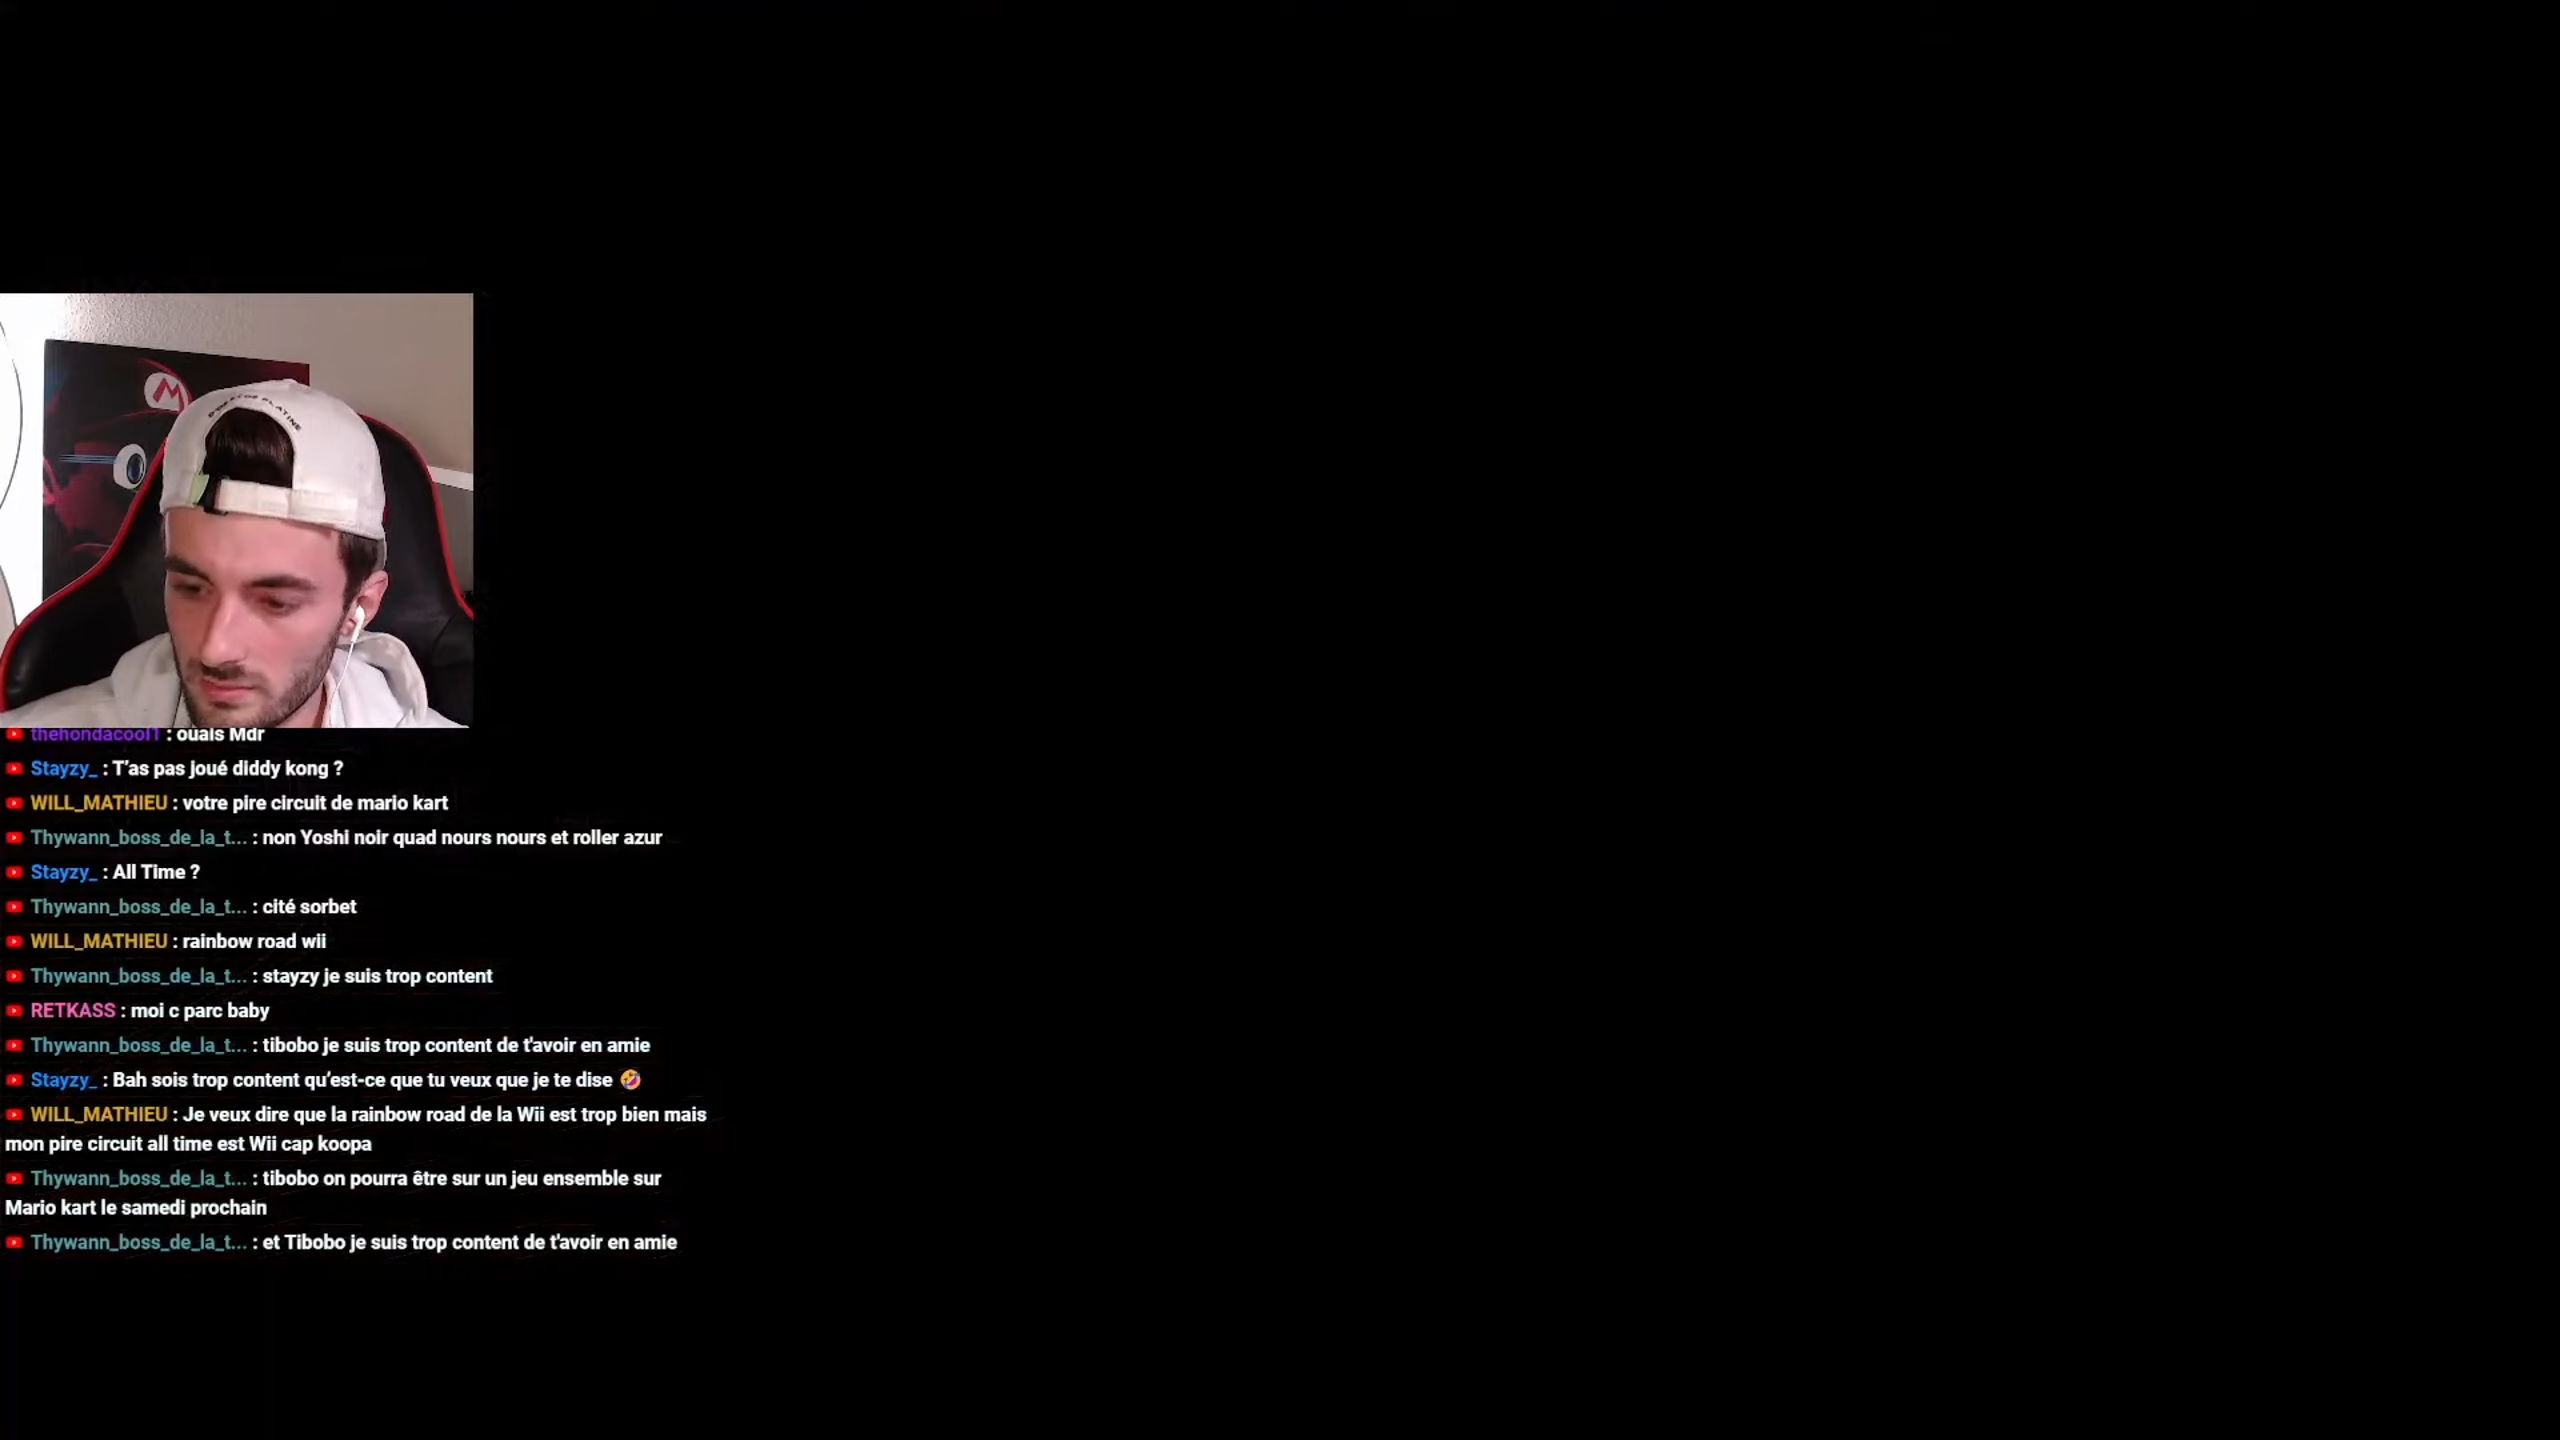 M
D'OR ET DE PLATINE
thehondacool1 : ouais Mdr
Stayzy_ : T'as pas joué diddy kong ?
WILL_MATHIEU : votre pire circuit de mario kart
Thywann_boss_de_la_t... : non Yoshi noir quad nours nours et roller azur
Stayzy_ : All Time ?
Thywann_boss_de_la_t... : cité sorbet
WILL_MATHIEU : rainbow road wii
Thywann_boss_de_la_t... : stayzy je suis trop content
RETKASS : moi c parc baby
Thywann_boss_de_la_t... : tibobo je suis trop content de t'avoir en amie
Stayzy_ : Bah sois trop content qu’est-ce que tu veux que je te dise 🤣
WILL_MATHIEU : Je veux dire que la rainbow road de la Wii est trop bien mais
mon pire circuit all time est Wii cap koopa
Thywann_boss_de_la_t... : tibobo on pourra être sur un jeu ensemble sur
Mario kart le samedi prochain
Thywann_boss_de_la_t... : et Tibobo je suis trop content de t'avoir en amie